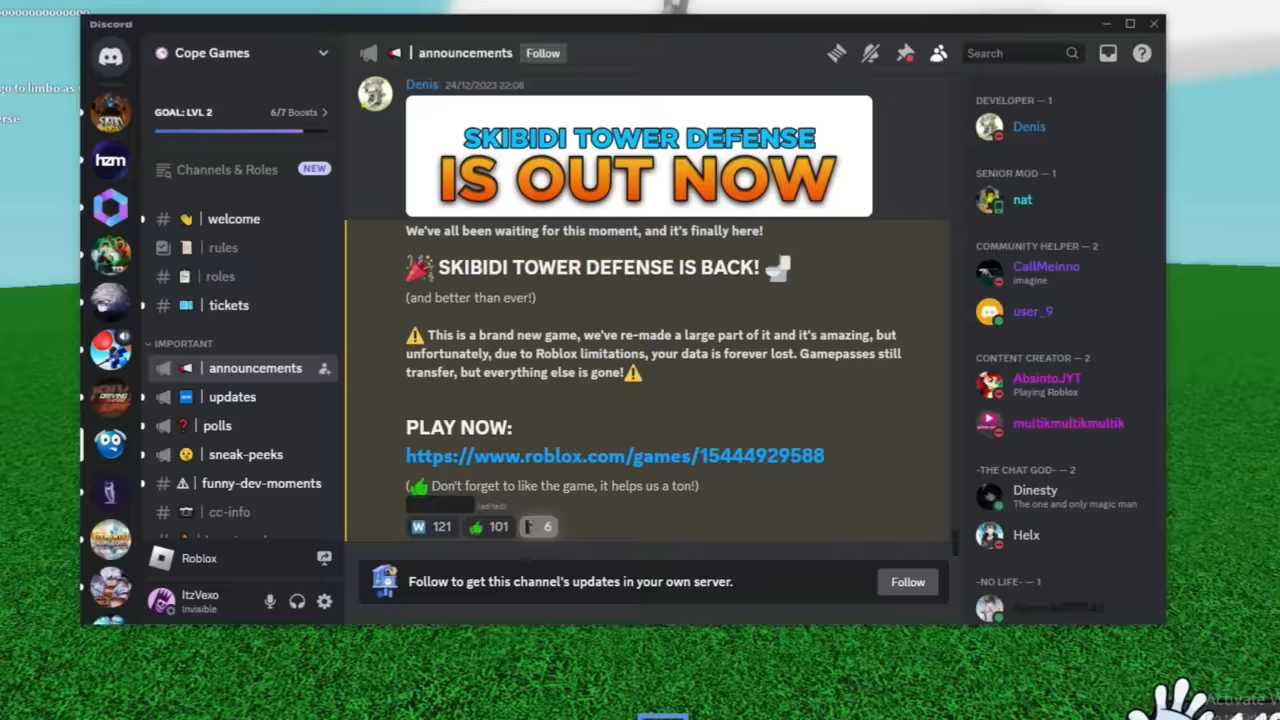 go to limbo as
erse
Discord
Cope Games
GOAL: LVL 2 6/7 Boosts
Channels & Roles NEW
# 👋 | welcome
📜 | rules
📋 | roles
# 🎟️ | tickets
IMPORTANT
📢 | announcements
🆕 | updates
❓ | polls
😮 | sneak-peeks
# ⚠ | funny-dev-moments
# 📷 | cc-info
Roblox
ItzVexo
Invisible
| announcements Follow
Search
Denis 24/12/2023 22:08
SKIBIDI TOWER DEFENSE
IS OUT NOW
We've all been waiting for this moment, and it's finally here!
🎉 SKIBIDI TOWER DEFENSE IS BACK! 🚽
(and better than ever!)
⚠️ This is a brand new game, we've re-made a large part of it and it's amazing, but
unfortunately, due to Roblox limitations, your data is forever lost. Gamepasses still
transfer, but everything else is gone!⚠️
PLAY NOW:
https://www.roblox.com/games/15444929588
(👍 Don't forget to like the game, it helps us a ton!)
(edited)
W 121 👍 101 6
Follow to get this channel's updates in your own server. Follow
DEVELOPER — 1
Denis
SENIOR MOD — 1
nat
COMMUNITY HELPER — 2
CallMeInno
imagine
user_9
CONTENT CREATOR — 2
AbsintoJYT
Playing Roblox
multikmultikmultik
-THE CHAT GOD- — 2
Dinesty
The one and only magic man
Helx
-NO LIFE- — 1
Activate